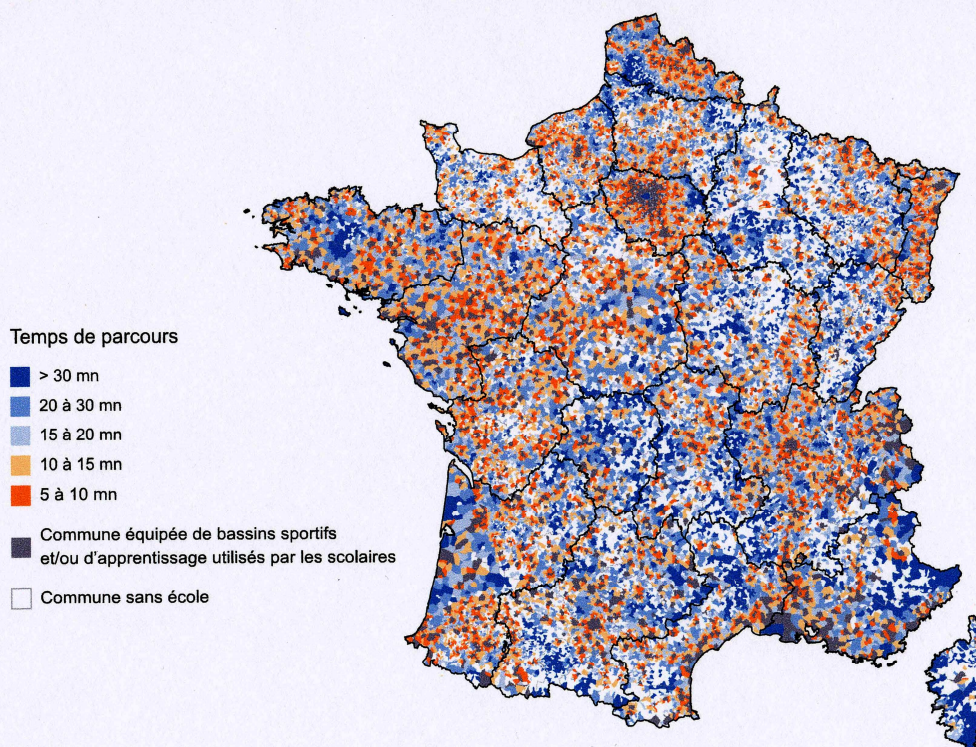 Temps de parcours
> 30 mn
20 à 30 mn
15 à 20 mn
10 à 15 mn
5 à 10 mn
Commune équipée de bassins sportifs
et/ou d'apprentissage utilisés par les scolaires
Commune sans école